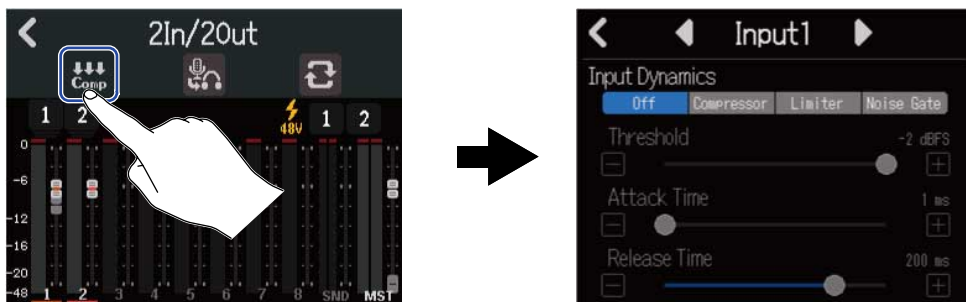 2In/2Out
Comp
1 2 48V 1 2
0
-6
-12
-16
-20
-48
1 2 3 4 5 6 7 8 SND MST
Input1
Input Dynamics
Off Compressor Limiter Noise Gate
Threshold -2 dBFS
Attack Time 1 ms
Release Time 200 ms